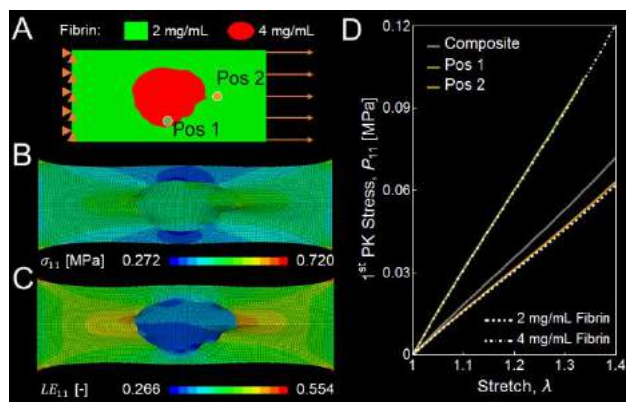 A
Fibrin: 2 mg/mL 4 mg/mL
Pos 2
Pos 1
B
σ11 [MPa] 0.272 0.720
C
LE11 [-] 0.266 0.554
D
1st PK Stress, P11 [MPa]
0.12
0.09
0.06
0.03
0
Composite
Pos 1
Pos 2
2 mg/mL Fibrin
4 mg/mL Fibrin
1 1.1 1.2 1.3 1.4
Stretch, λ